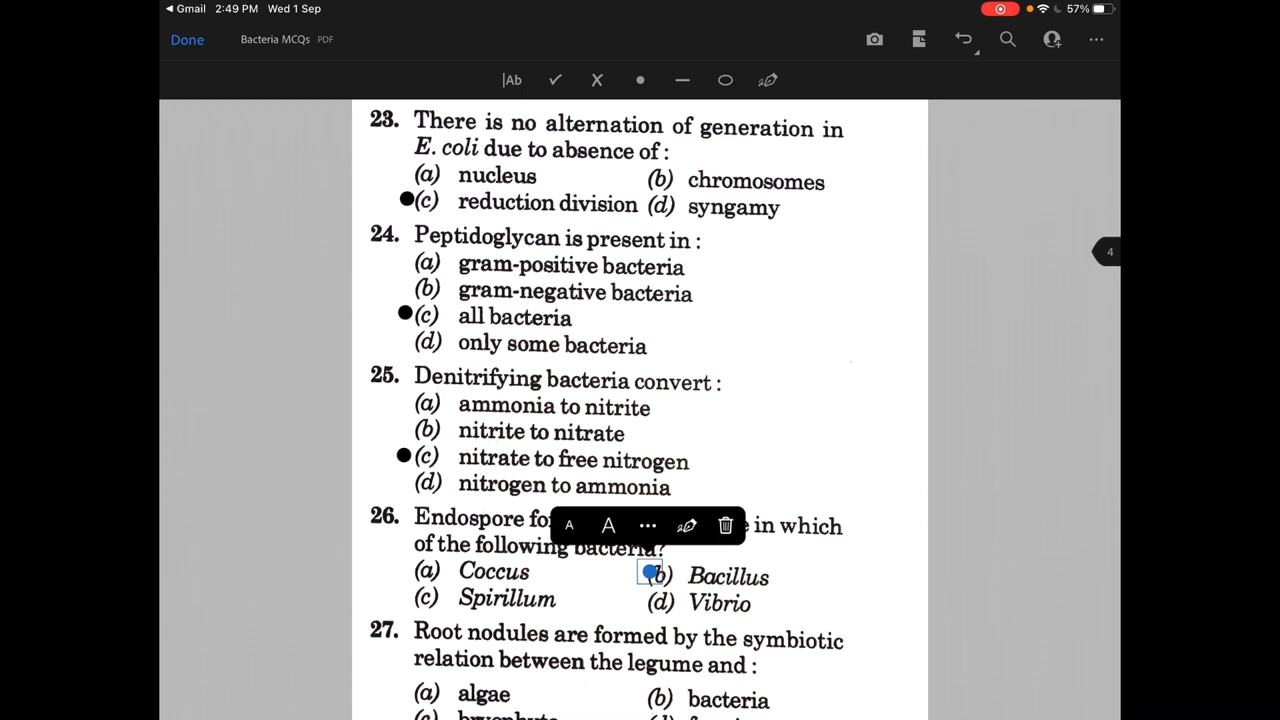 Gmail 2:49 PM Wed 1 Sep 57%
Done Bacteria MCQs PDF
|Ab
4
23. There is no alternation of generation in
E. coli due to absence of :
(a) nucleus (b) chromosomes
(c) reduction division (d) syngamy
24. Peptidoglycan is present in :
(a) gram-positive bacteria
(b) gram-negative bacteria
(c) all bacteria
(d) only some bacteria
25. Denitrifying bacteria convert :
(a) ammonia to nitrite
(b) nitrite to nitrate
(c) nitrate to free nitrogen
(d) nitrogen to ammonia
A A
26. Endospore in which
of the following bacteria?
(a) Coccus (b) Bacillus
(c) Spirillum (d) Vibrio
27. Root nodules are formed by the symbiotic
relation between the legume and :
(a) algae (b) bacteria